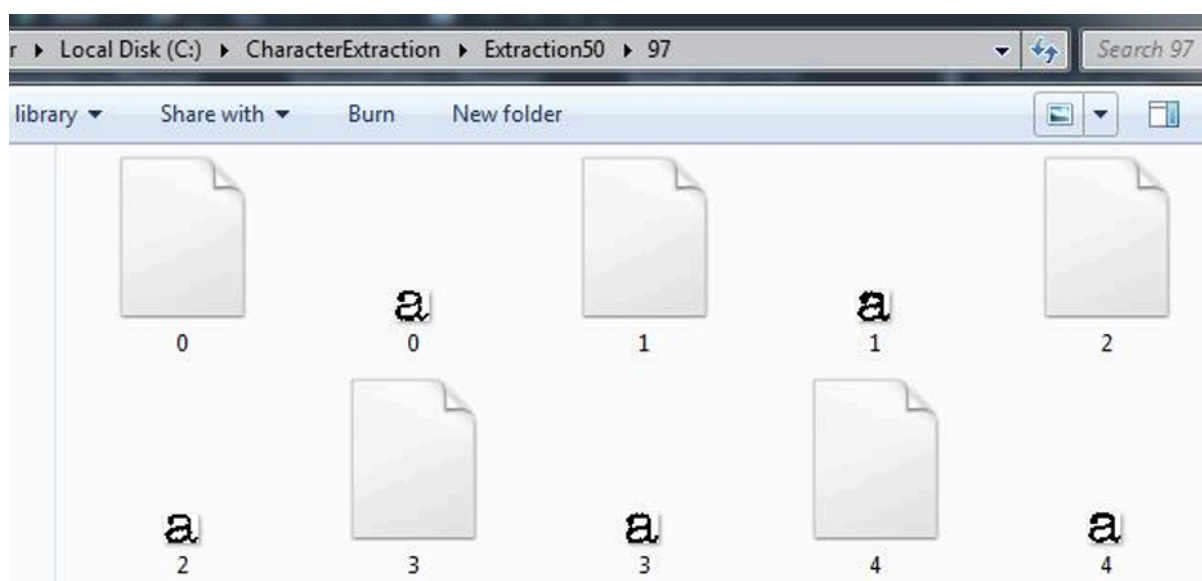 r ▸ Local Disk (C:) ▸ CharacterExtraction ▸ Extraction50 ▸ 97 Search 97
library Share with Burn New folder
a a
0 0 1 1 2
a a a
2 3 3 4 4